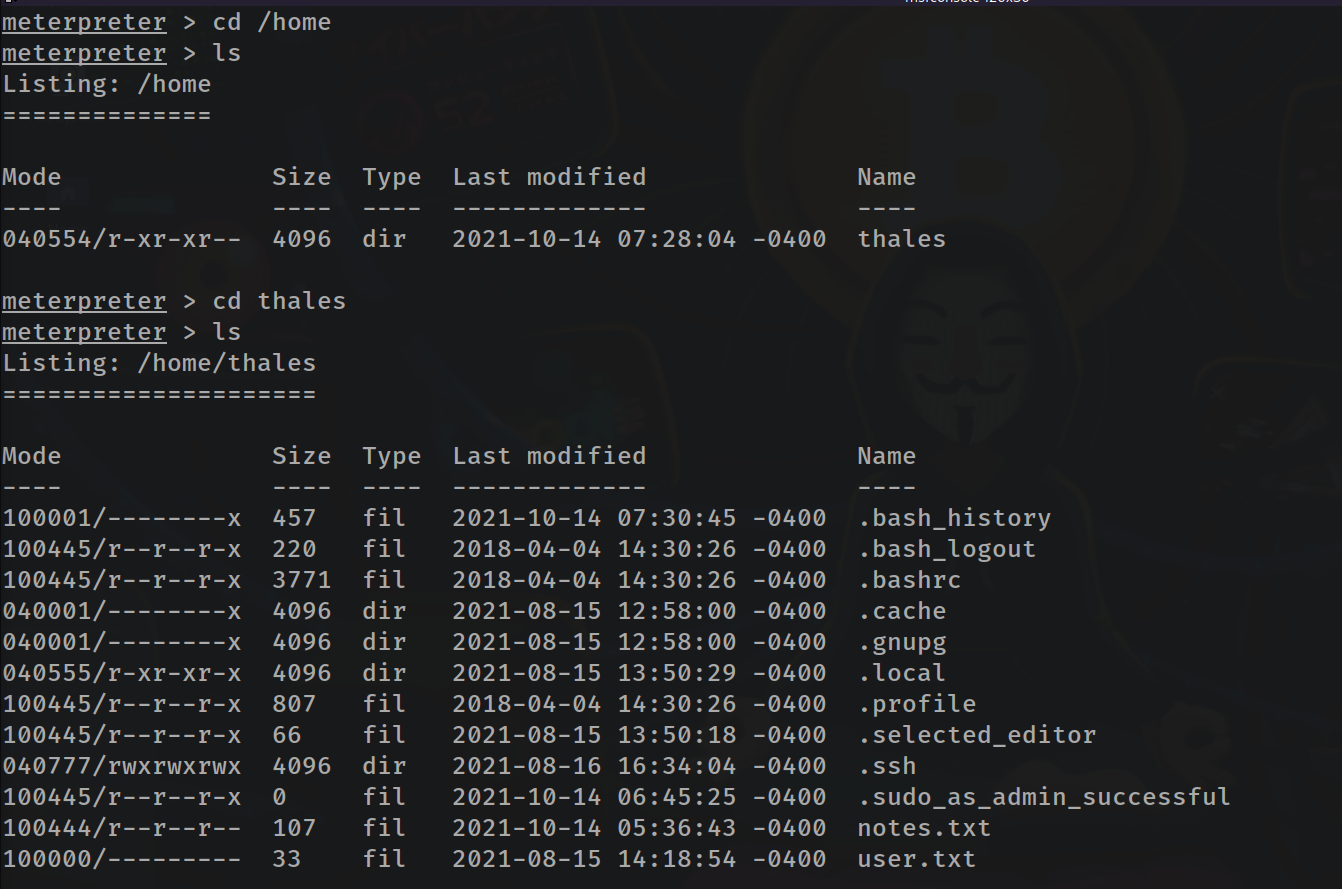 meterpreter > cd /home
meterpreter > ls
Listing: /home
==============
Mode Size Type Last modified Name
---- ---- ---- ------------- ----
040554/r-xr-xr-- 4096 dir 2021-10-14 07:28:04 -0400 thales
meterpreter > cd thales
meterpreter > ls
Listing: /home/thales
=====================
Mode Size Type Last modified Name
---- ---- ---- ------------- ----
100001/--------x 457 fil 2021-10-14 07:30:45 -0400 .bash_history
100445/r--r--r-x 220 fil 2018-04-04 14:30:26 -0400 .bash_logout
100445/r--r--r-x 3771 fil 2018-04-04 14:30:26 -0400 .bashrc
040001/--------x 4096 dir 2021-08-15 12:58:00 -0400 .cache
040001/--------x 4096 dir 2021-08-15 12:58:00 -0400 .gnupg
040555/r-xr-xr-x 4096 dir 2021-08-15 13:50:29 -0400 .local
100445/r--r--r-x 807 fil 2018-04-04 14:30:26 -0400 .profile
100445/r--r--r-x 66 fil 2021-08-15 13:50:18 -0400 .selected_editor
040777/rwxrwxrwx 4096 dir 2021-08-16 16:34:04 -0400 .ssh
100445/r--r--r-x 0 fil 2021-10-14 06:45:25 -0400 .sudo_as_admin_successful
100444/r--r--r-- 107 fil 2021-10-14 05:36:43 -0400 notes.txt
100000/--------- 33 fil 2021-08-15 14:18:54 -0400 user.txt